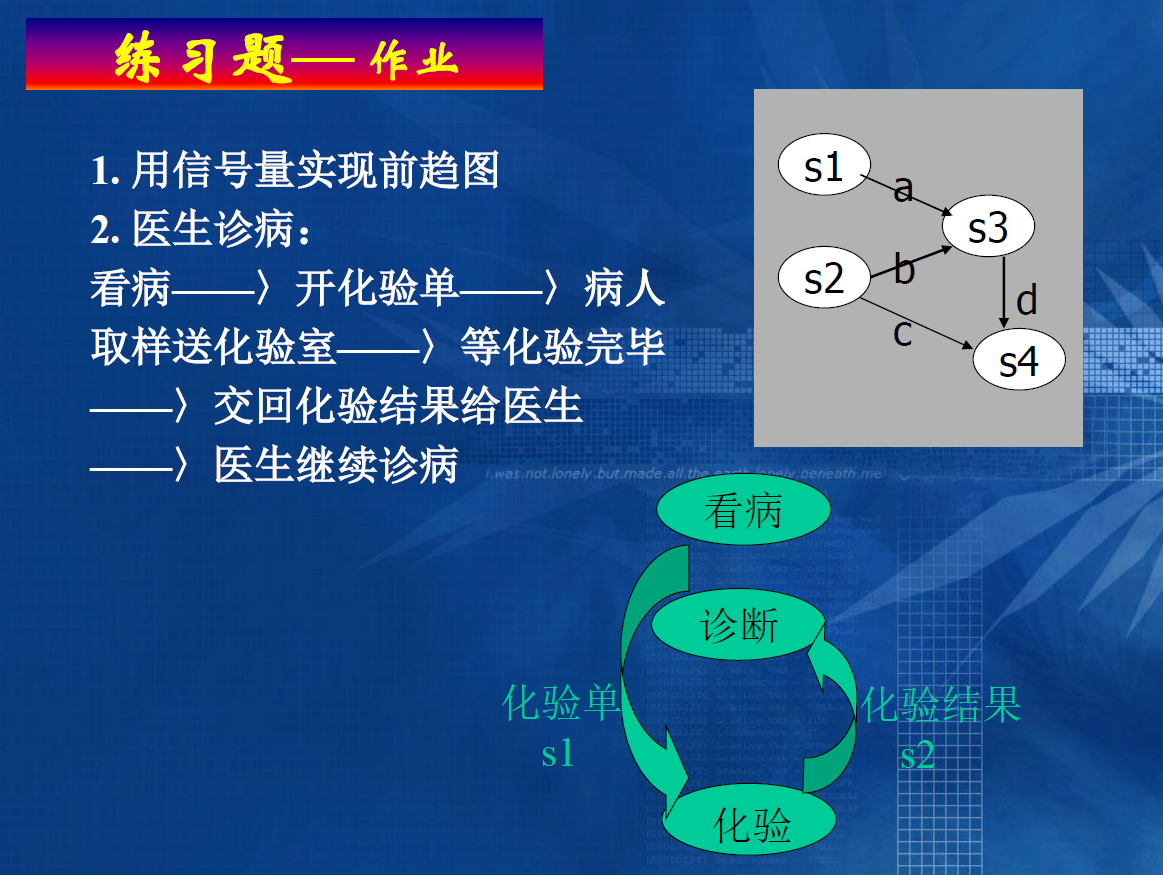 练习题— 作业
1. 用信号量实现前趋图
2. 医生诊病：
看病——〉开化验单——〉病人
取样送化验室——〉等化验完毕
——〉交回化验结果给医生
——〉医生继续诊病
s1
a
s3
s2
b
d
c
s4
i.was.not.lonely.but.made.all.the.earth.lonely.beneath.me
看病
诊断
化验单
s1
化验结果
s2
化验